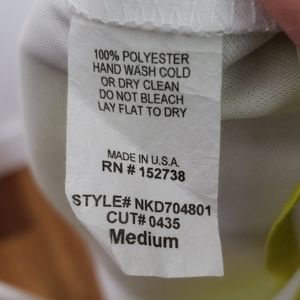 100% POLYESTER
HAND WASH COLD
OR DRY CLEAN
DO NOT BLEACH
LAY FLAT TO DRY
MADE IN U.S.A.
RN # 152738
STYLE# NKD704801
CUT# 0435
Medium